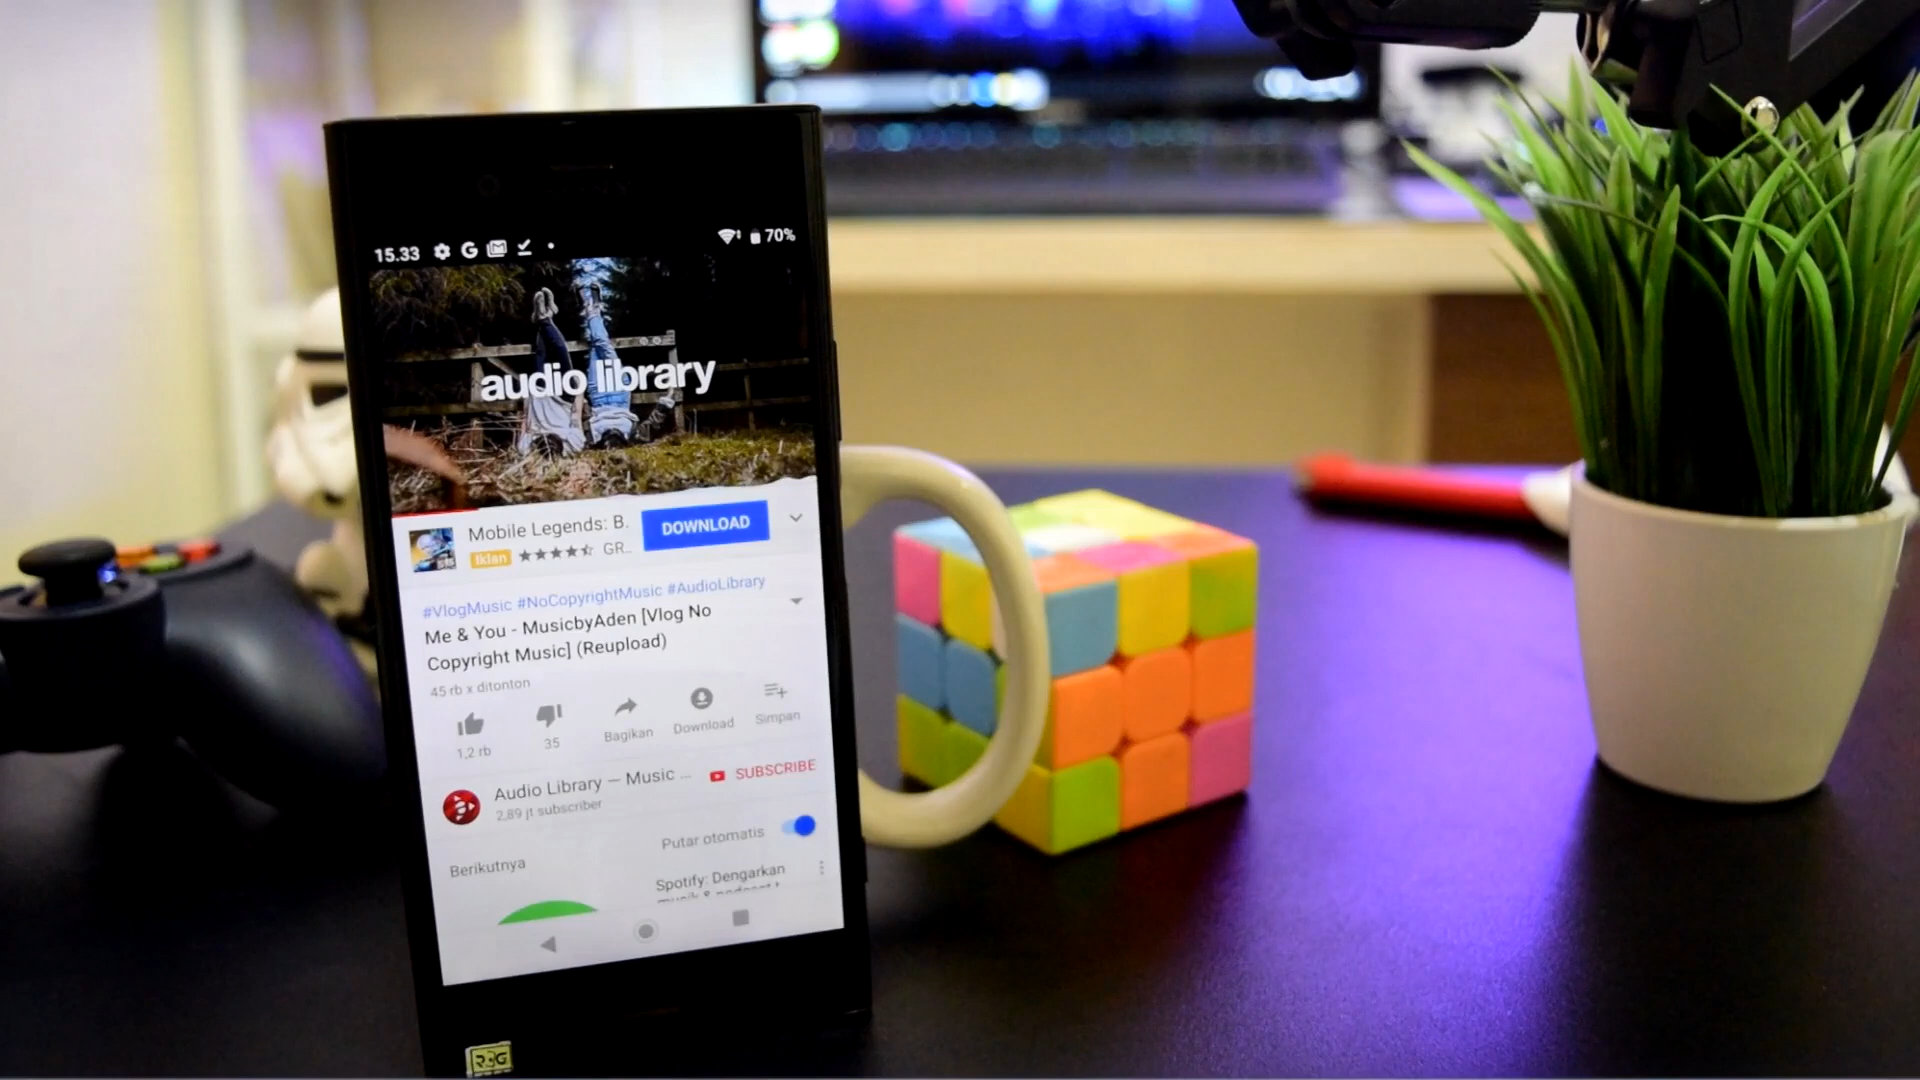 15.33 G 70%
audio library
Mobile Legends: B.
DOWNLOAD
Iklan GR...
#VlogMusic #NoCopyrightMusic #AudioLibrary
Me & You - MusicbyAden [Vlog No
Copyright Music] (Reupload)
45 rb x ditonton
1,2 rb 35 Bagikan Download Simpan
Audio Library — Music ... SUBSCRIBE
2,89 jt subscriber
Putar otomatis
Berikutnya
Spotify: Dengarkan